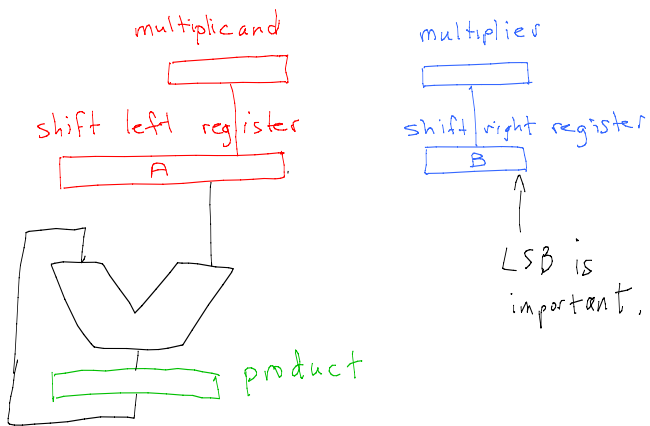 multiplicand
multiplier
shift left register
shift right register
A
B
LSB is
important.
product